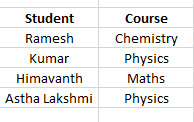 Student Course
Ramesh Chemistry
Kumar Physics
Himavanth Maths
Astha Lakshmi Physics